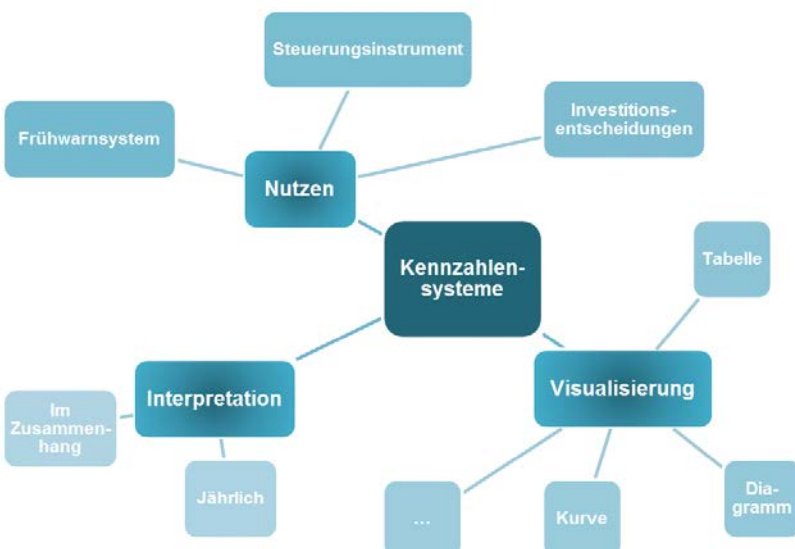 Steuerungsinstrument
Frühwarnsystem
Investitions-
entscheidungen
Nutzen
Kennzahlen-
systeme
Tabelle
Interpretation
Visualisierung
Im
Zusammen-
hang
Jährlich
...
Kurve
Dia-
gramm